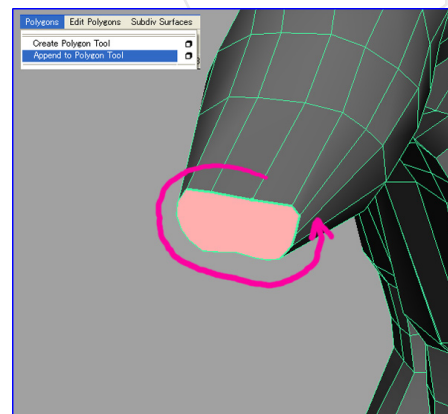 Polygons Edit Polygons Subdiv Surfaces
Create Polygon Tool
Append to Polygon Tool